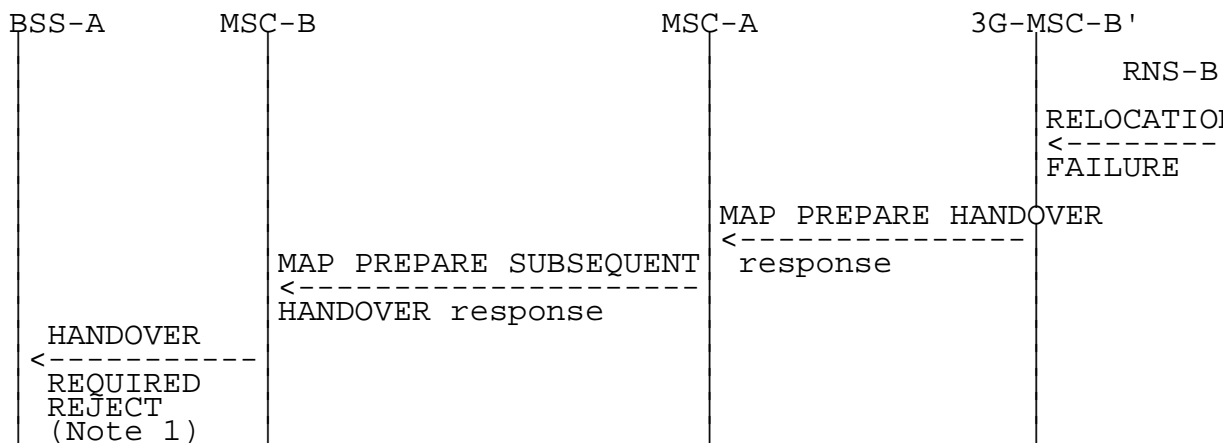 BSS-A MSC-B MSC-A 3G-MSC-B'
RNS-B
RELOCATION
FAILURE
MAP PREPARE HANDOVER
response
MAP PREPARE SUBSEQUENT
HANDOVER response
HANDOVER
REQUIRED
REJECT
(Note 1)